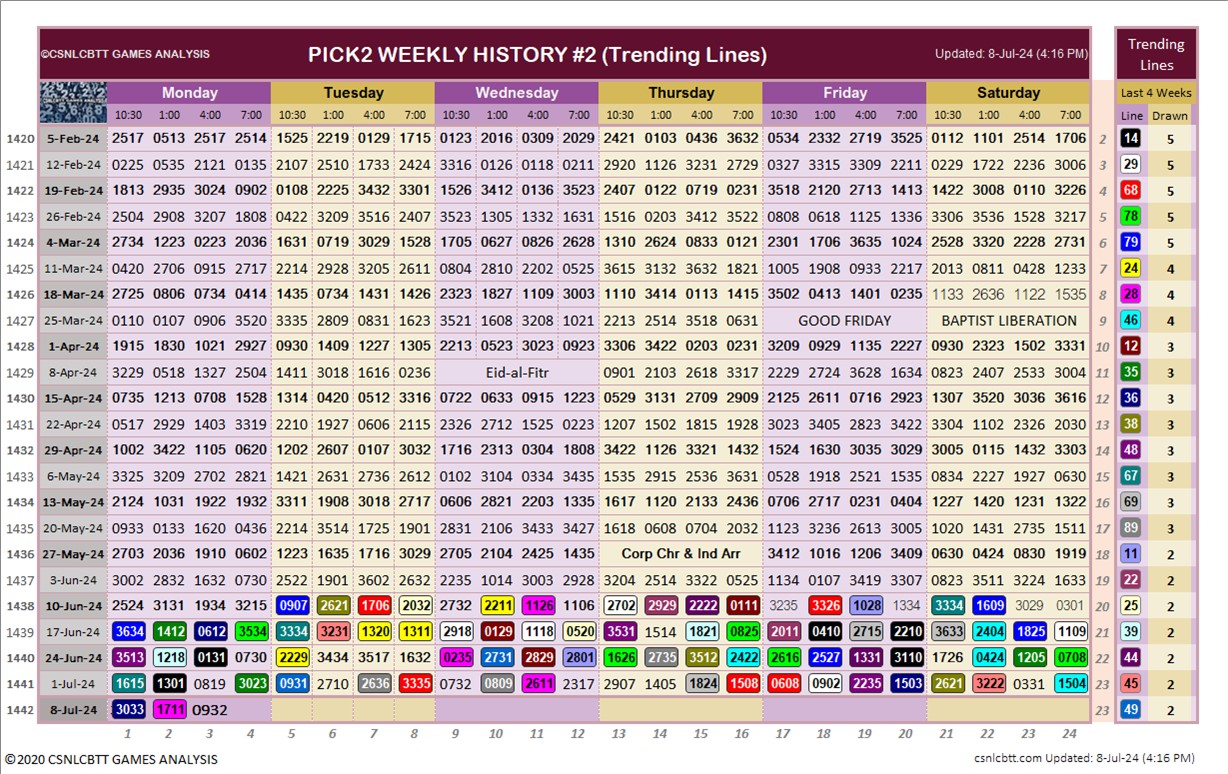 ©CSNLCBTT GAMES ANALYSIS PICK2 WEEKLY HISTORY #2 (Trending Lines) Updated: 8-Jul-24 (4:16 PM) Trending Lines
Monday Tuesday Wednesday Thursday Friday Saturday Last 4 Weeks
10:30 1:00 4:00 7:00 10:30 1:00 4:00 7:00 10:30 1:00 4:00 7:00 10:30 1:00 4:00 7:00 10:30 1:00 4:00 7:00 10:30 1:00 4:00 7:00 Line Drawn
1420 5-Feb-24 2517 0513 2517 2514 1525 2219 0129 1715 0123 2016 0309 2029 2421 0103 0436 3632 0534 2332 2719 3525 0112 1101 2514 1706 2 14 5
1421 12-Feb-24 0225 0535 2121 0135 2107 2510 1733 2424 3316 0126 0118 0211 2920 1126 3231 2729 0327 3315 3309 2211 0229 1722 2236 3006 3 29 5
1422 19-Feb-24 1813 2935 3024 0902 0108 2225 3432 3301 1526 3412 0136 3523 2407 0122 0719 0231 3518 2120 2713 1413 1422 3008 0110 3226 4 68 5
1423 26-Feb-24 2504 2908 3207 1808 0422 3209 3516 2407 3523 1305 1332 1631 1516 0203 3412 3522 0808 0618 1125 1336 3306 3536 1528 3217 5 78 5
1424 4-Mar-24 2734 1223 0223 2036 1631 0719 3029 1528 1705 0627 0826 2628 1310 2624 0833 0121 2301 1706 3635 1024 2528 3320 2228 2731 6 79 5
1425 11-Mar-24 0420 2706 0915 2717 2214 2928 3205 2611 0804 2810 2202 0525 3615 3132 3632 1821 1005 1908 0933 2217 2013 0811 0428 1233 7 24 4
1426 18-Mar-24 2725 0806 0734 0414 1435 0734 1431 1426 2323 1827 1109 3003 1110 3414 0113 1415 3502 0413 1401 0235 1133 2636 1122 1535 8 28 4
1427 25-Mar-24 0110 0107 0906 3520 3335 2809 0831 1623 3521 1608 3208 1021 2213 2514 3518 0631 GOOD FRIDAY BAPTIST LIBERATION 9 46 4
1428 1-Apr-24 1915 1830 1021 2927 0930 1409 1227 1305 2213 0523 3023 0923 3306 3422 0203 0231 3209 0929 1135 2227 0930 2323 1502 3331 10 12 3
1429 8-Apr-24 3229 0518 1327 2504 1411 3018 1616 0236 Eid-al-Fitr 0901 2103 2618 3317 2229 2724 3628 1634 0823 2407 2533 3004 11 35 3
1430 15-Apr-24 0735 1213 0708 1528 1314 0420 0512 3316 0722 0633 0915 1223 0529 3131 2709 2909 2125 2611 0716 2923 1307 3520 3036 3616 12 36 3
1431 22-Apr-24 0517 2929 1403 3319 2210 1927 0606 2115 2326 2712 1525 0223 1207 1502 1815 1928 3023 3405 2823 3422 3304 1102 2326 2030 13 38 3
1432 29-Apr-24 1002 3422 1105 0620 1202 2607 0107 3032 1716 2313 0304 1808 3422 1126 3321 1432 1524 1630 3035 3029 3005 0115 1432 3303 14 48 3
1433 6-May-24 3325 3209 2702 2821 1421 2631 2736 2616 0102 3104 0334 3435 1535 2915 2536 3631 0528 1918 2521 1535 0834 2227 1927 0630 15 67 3
1434 13-May-24 2124 1031 1922 1932 3311 1908 3018 2717 0606 2821 2203 1335 1617 1120 2133 2436 0706 2717 0231 0404 1227 1420 1231 1322 16 69 3
1435 20-May-24 0933 0133 1620 0436 2214 3514 1725 1901 2831 2106 3433 3427 1618 0608 0704 2032 1123 3236 2613 3005 1020 1431 2735 1511 17 89 3
1436 27-May-24 2703 2036 1910 0602 1223 1635 1716 3029 2705 2104 2425 1435 Corp Chr & Ind Arr 3412 1016 1206 3409 0630 0424 0830 1919 18 11 2
1437 3-Jun-24 3002 2832 1632 0730 2522 1901 3602 2632 2235 1014 3003 2928 3204 2514 3322 0525 1134 0107 3419 3307 0823 3511 3224 1633 19 22 2
1438 10-Jun-24 2524 3131 1934 3215 0907 2621 1706 2032 2732 2211 1126 1106 2702 2914 2222 0111 3235 3326 1028 1334 3334 1609 3029 0301 20 25 2
1439 17-Jun-24 3634 1412 0612 3534 3334 3231 1320 1311 2918 0129 1118 0520 3531 1514 1821 0825 2011 0410 2715 2210 3633 2404 1825 1109 21 39 2
1440 24-Jun-24 3513 1218 0131 0730 2229 3434 3517 1632 0235 2731 2829 2801 1626 2735 3512 2422 2616 2527 1331 3110 1726 0424 1205 0708 22 44 2
1441 1-Jul-24 1615 1301 0819 3023 0931 2710 2636 3335 0732 0809 2611 2317 2907 1405 1824 1508 0608 0902 2235 1503 2621 3222 0331 1504 23 45 2
1442 8-Jul-24 3033 1711 0932 23 49 2
1 2 3 4 5 6 7 8 9 10 11 12 13 14 15 16 17 18 19 20 21 22 23 24
©2020 CSNLCBTT GAMES ANALYSIS csnlcbtt.com Updated: 8-Jul-24 (4:16 PM)